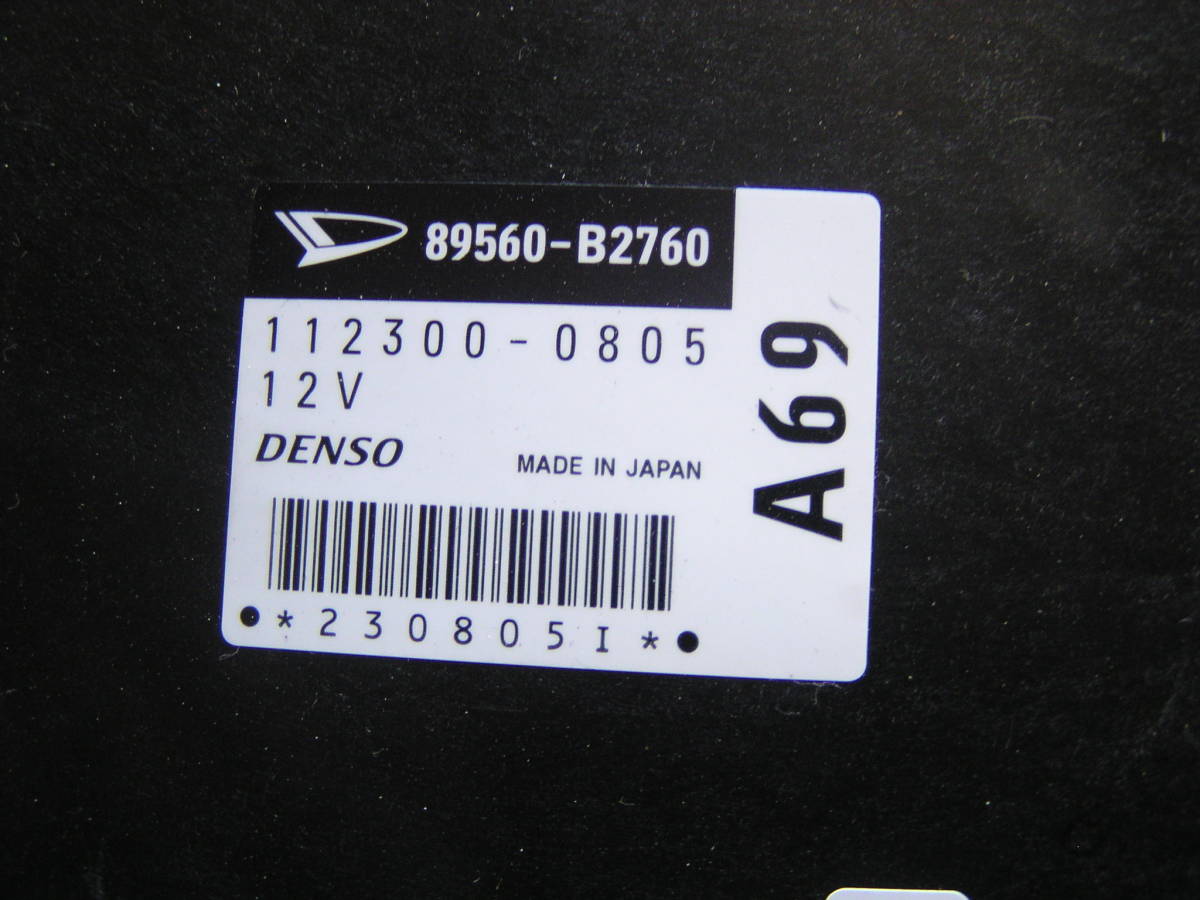 89560-B2760
112300-0805
12V
DENSO
MADE IN JAPAN
*230805I*
A69